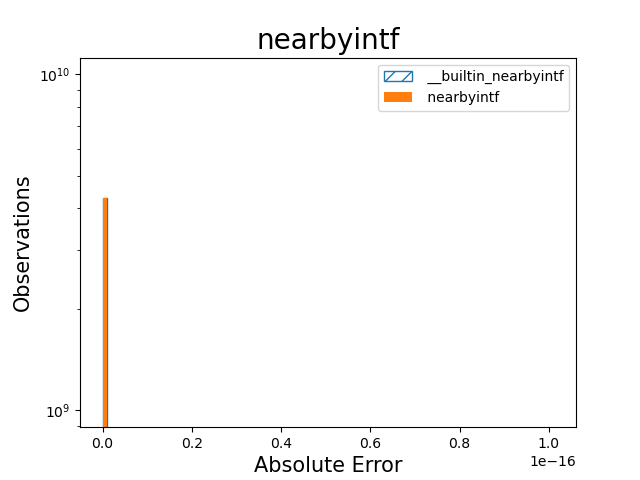 nearbyintf
__builtin_nearbyintf
nearbyintf
Observations
10^10
10^9
0.0 0.2 0.4 0.6 0.8 1.0
1e−16
Absolute Error